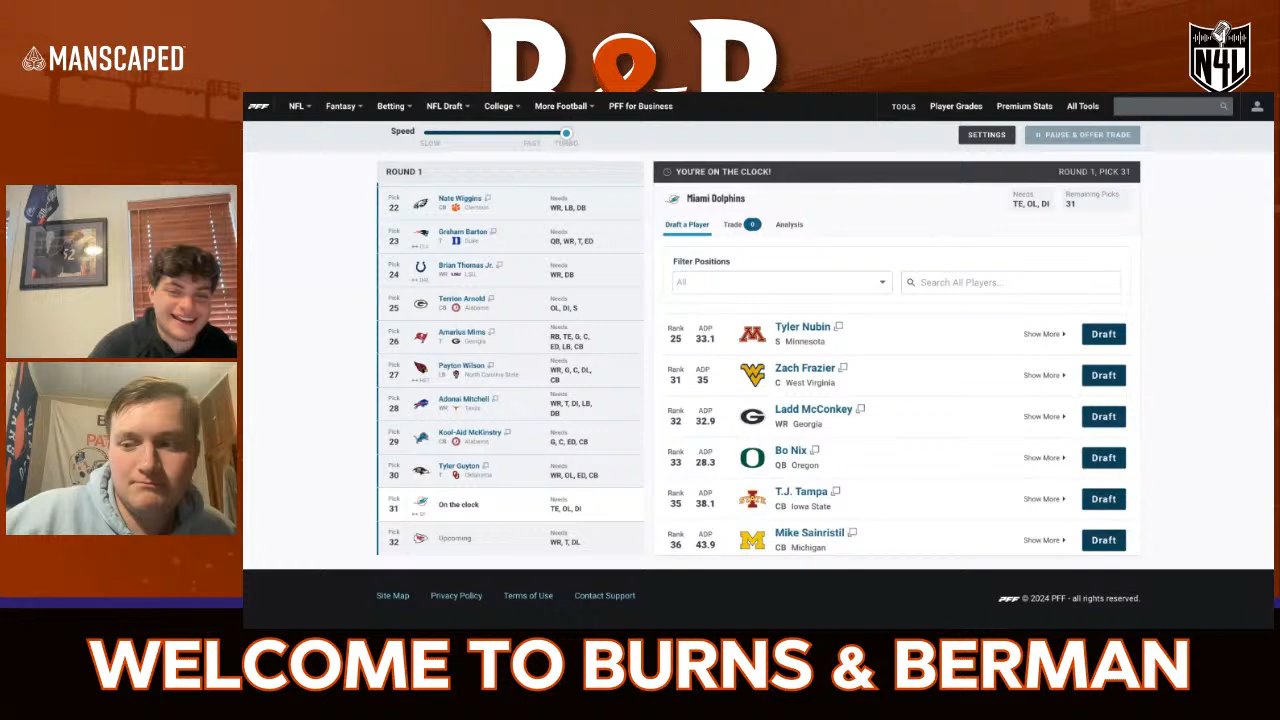 MANSCAPED
B & B
N4L
PFF NFL Fantasy Betting NFL Draft College More Football PFF for Business TOOLS Player Grades Premium Stats All Tools
Speed
SLOW FAST TURBO
SETTINGS
PAUSE & OFFER TRADE
ROUND 1
Pick 22 Nate Wiggins CB Clemson Needs WR, LB, DB
Pick 23 Graham Barton T Duke Needs QB, WR, T, ED
Pick 24 Brian Thomas Jr. WR LSU Needs WR, DB
Pick 25 Terrion Arnold CB Alabama Needs OL, DI, S
Pick 26 Amarius Mims T Georgia Needs RB, TE, G, C, ED, LB, CB
Pick 27 Payton Wilson LB North Carolina State Needs WR, G, C, DL, CB
Pick 28 Adonai Mitchell WR Texas Needs WR, T, DI, LB, DB
Pick 29 Kool-Aid McKinstry CB Alabama Needs G, C, ED, CB
Pick 30 Tyler Guyton T Oklahoma Needs WR, OL, ED, CB
Pick 31 On the clock Needs TE, OL, DI
Pick 32 Upcoming Needs WR, T, DL
YOU'RE ON THE CLOCK! ROUND 1, PICK 31
Miami Dolphins
Needs TE, OL, DI
Remaining Picks 31
Draft a Player Trade 0 Analysis
Filter Positions
All
Search All Players...
Rank 25 ADP 33.1 Tyler Nubin S Minnesota Show More Draft
Rank 31 ADP 35 Zach Frazier C West Virginia Show More Draft
Rank 32 ADP 32.9 Ladd McConkey WR Georgia Show More Draft
Rank 33 ADP 28.3 Bo Nix QB Oregon Show More Draft
Rank 35 ADP 38.1 T.J. Tampa CB Iowa State Show More Draft
Rank 36 ADP 43.9 Mike Sainristil CB Michigan Show More Draft
Site Map Privacy Policy Terms of Use Contact Support
PFF © 2024 PFF - all rights reserved.
52
WELCOME TO BURNS & BERMAN